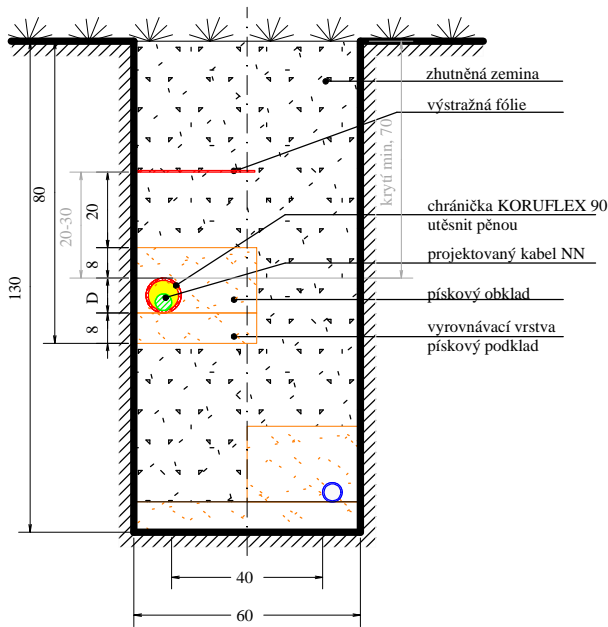 zhutněná zemina
výstražná fólie
krytí min, 70
80
20
20-30
chránička KORUFLEX 90
utěsnit pěnou
projektovaný kabel NN
8
130
D
pískový obklad
8
vyrovnávací vrstva
pískový podklad
40
60